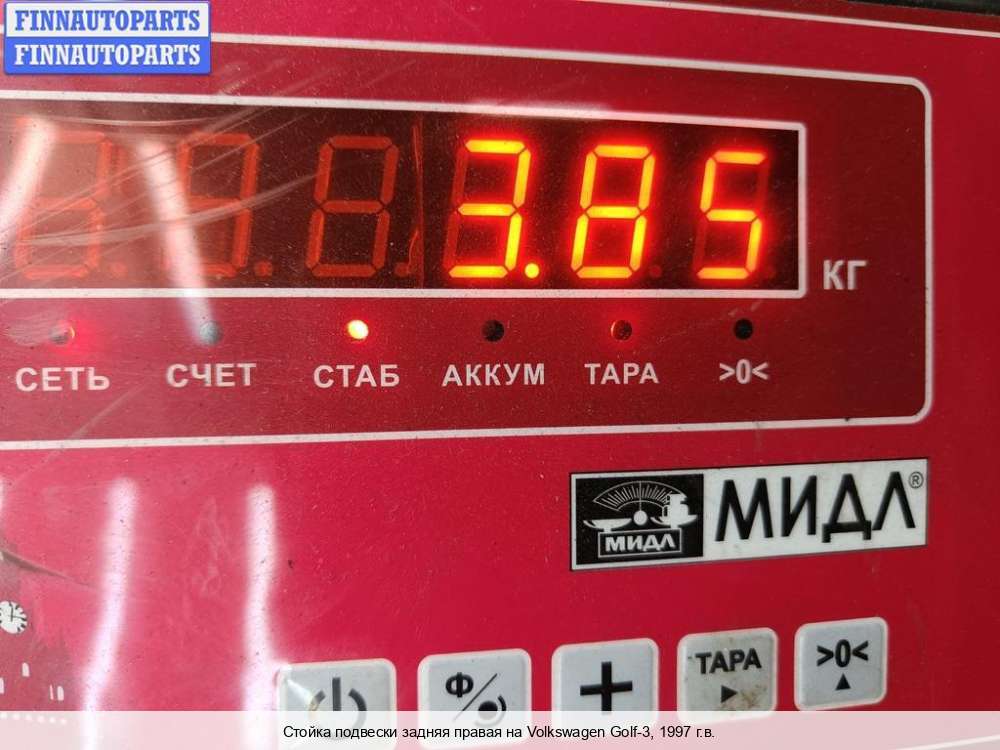 FINNAUTOPARTS
FINNAUTOPARTS
3.85
КГ
СЕТЬ СЧЕТ СТАБ АККУМ ТАРА >0<
МИДЛ МИДЛ®
Ф ТАРА >0<
Стойка подвески задняя правая на Volkswagen Golf-3, 1997 г.в.